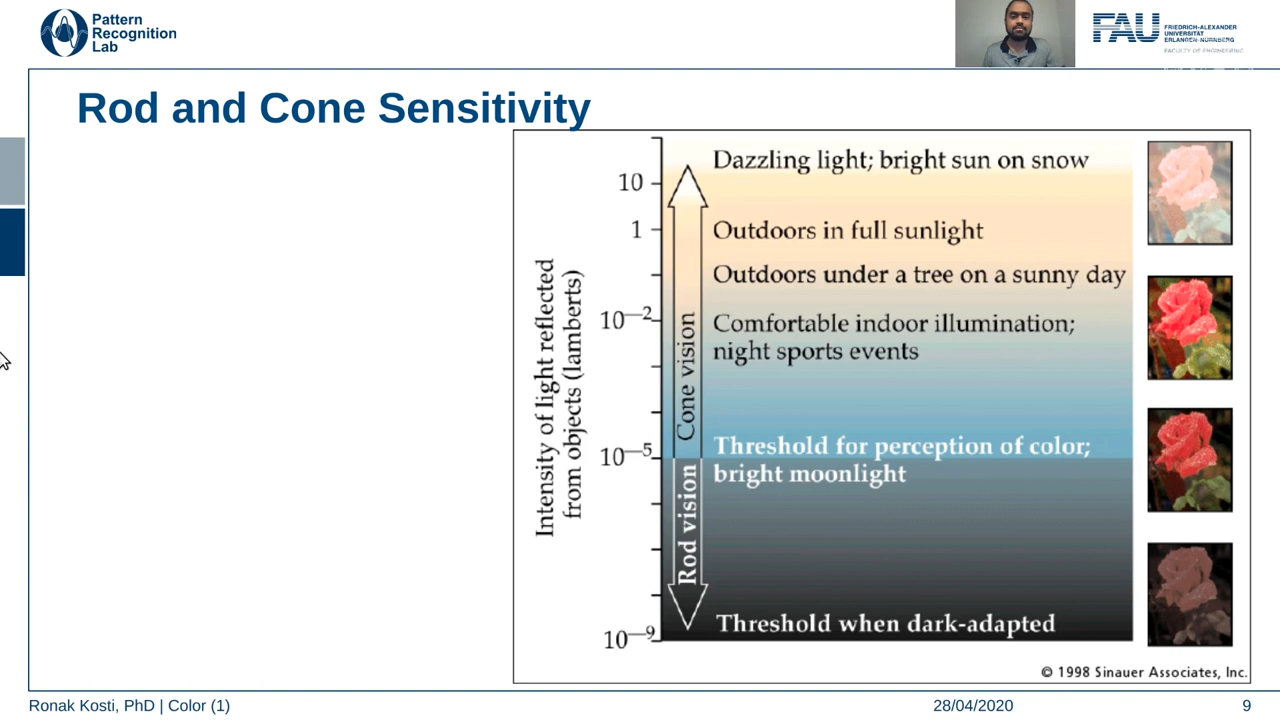 Pattern
Recognition
Lab
FAU
FRIEDRICH-ALEXANDER
UNIVERSITÄT
ERLANGEN-NÜRNBERG
FACULTY OF ENGINEERING
Rod and Cone Sensitivity
Intensity of light reflected
from objects (lamberts)
10
1
10—2
10—5
10—9
Cone vision
Rod vision
Dazzling light; bright sun on snow
Outdoors in full sunlight
Outdoors under a tree on a sunny day
Comfortable indoor illumination;
night sports events
Threshold for perception of color;
bright moonlight
Threshold when dark-adapted
© 1998 Sinauer Associates, Inc.
Ronak Kosti, PhD | Color (1)
28/04/2020
9